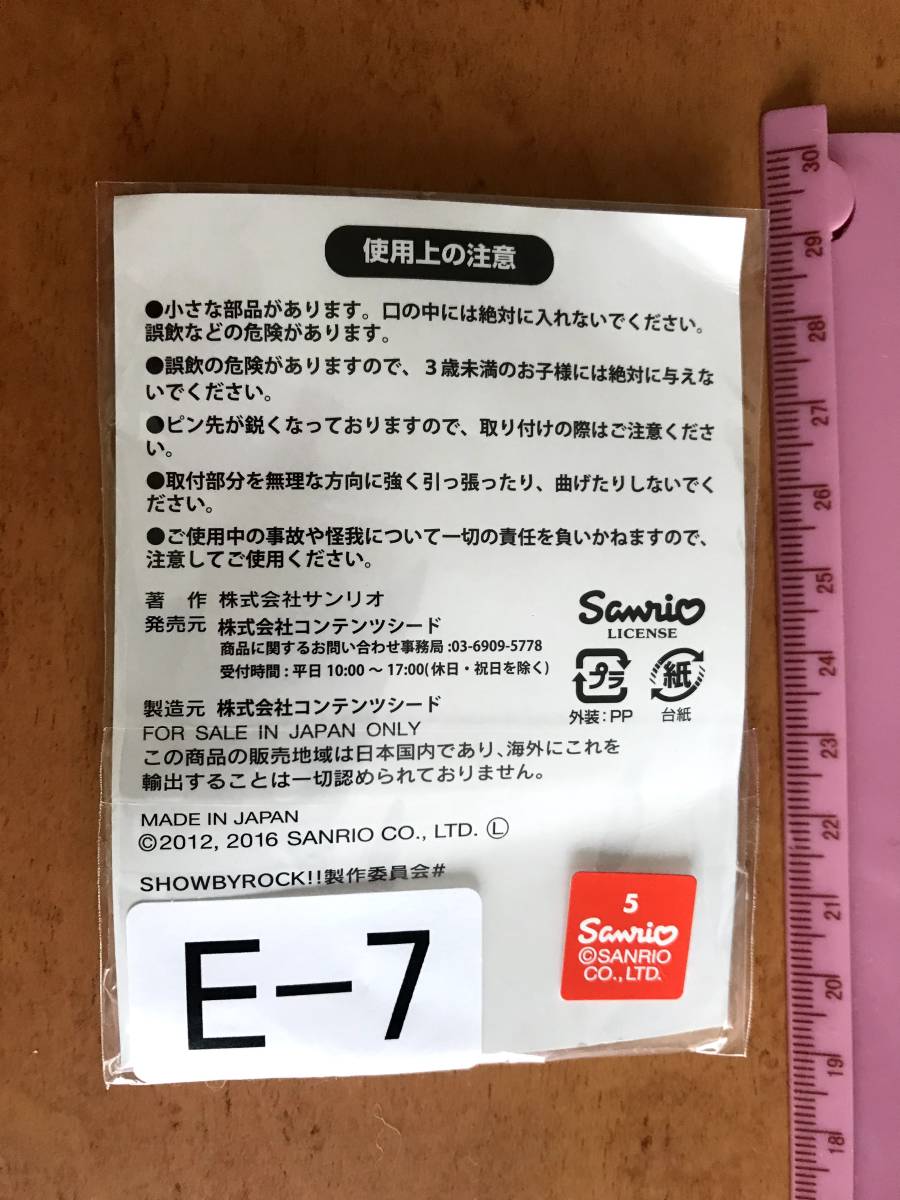 使用上の注意
●小さな部品があります。口の中には絶対に入れないでください。
誤飲などの危険があります。
●誤飲の危険がありますので、３歳未満のお子様には絶対に与えな
いでください。
●ピン先が鋭くなっておりますので、取り付けの際はご注意くださ
い。
●取付部分を無理な方向に強く引っ張ったり、曲げたりしないでく
ださい。
●ご使用中の事故や怪我について一切の責任を負いかねますので、
注意してご使用ください。
著　作　株式会社サンリオ
発売元　株式会社コンテンツシード
商品に関するお問い合わせ事務局:03-6909-5778
受付時間:平日10:00～17:00(休日・祝日を除く)
製造元　株式会社コンテンツシード
Sanrio
LICENSE
プラ
紙
外装:PP
台紙
FOR SALE IN JAPAN ONLY
この商品の販売地域は日本国内であり、海外にこれを
輸出することは一切認められておりません。
MADE IN JAPAN
©2012, 2016 SANRIO CO., LTD. Ⓛ
SHOWBYROCK!!製作委員会#
E-7
5
Sanrio
©SANRIO
CO., LTD.
30
29
28
27
26
25
24
23
22
21
20
19
18